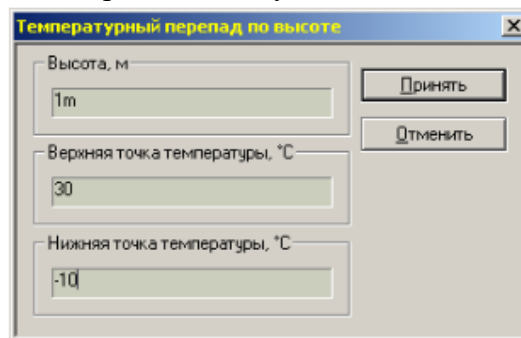 Температурный перепад по высоте
Высота, м
1m
Принять
Отменить
Верхняя точка температуры, °C
30
Нижняя точка температуры, °C
-10